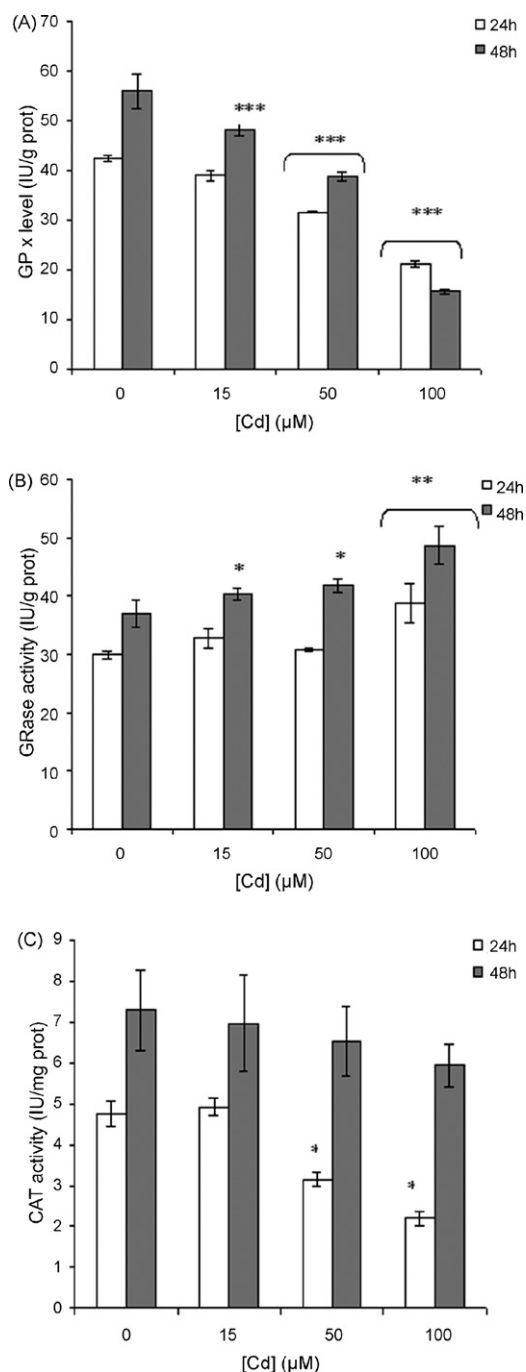 (A)
70
60
50
40
30
20
10
0
GP x level (IU/g prot)
24h
48h
***
***
***
0 15 50 100
[Cd] (µM)
(B)
60
50
40
30
20
10
0
GRase activity (IU/g prot)
24h
48h
*
*
**
0 15 50 100
[Cd] (µM)
(C)
9
8
7
6
5
4
3
2
1
0
CAT activity (IU/mg prot)
24h
48h
*
*
0 15 50 100
[Cd] (µM)